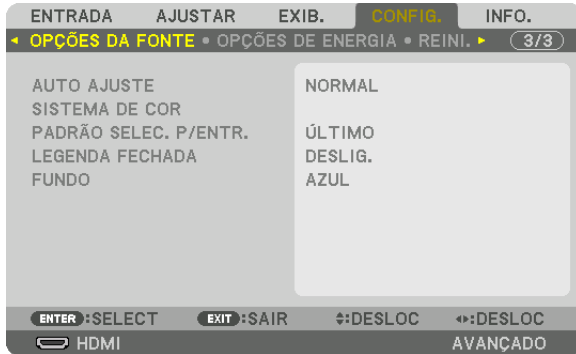 ENTRADA AJUSTAR EXIB. CONFIG. INFO.
◂ OPÇÕES DA FONTE • OPÇÕES DE ENERGIA • REINI. ▸ 3/3
AUTO AJUSTE NORMAL
SISTEMA DE COR
PADRÃO SELEC. P/ENTR. ÚLTIMO
LEGENDA FECHADA DESLIG.
FUNDO AZUL
ENTER :SELECT EXIT :SAIR ◆:DESLOC ◂▸:DESLOC
HDMI AVANÇADO